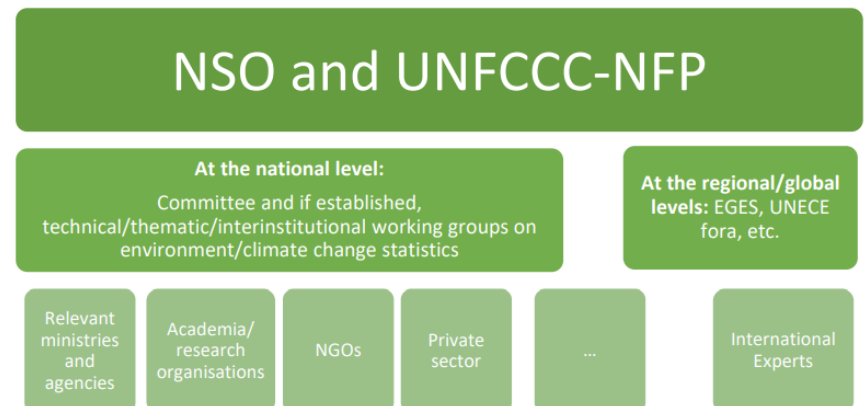 NSO and UNFCCC-NFP
At the national level:
Committee and if established,
technical/thematic/interinstitutional working groups on
environment/climate change statistics
At the regional/global
levels: EGES, UNECE
fora, etc.
Relevant
ministries
and
agencies
Academia/
research
organisations
NGOs
Private
sector
...
International
Experts